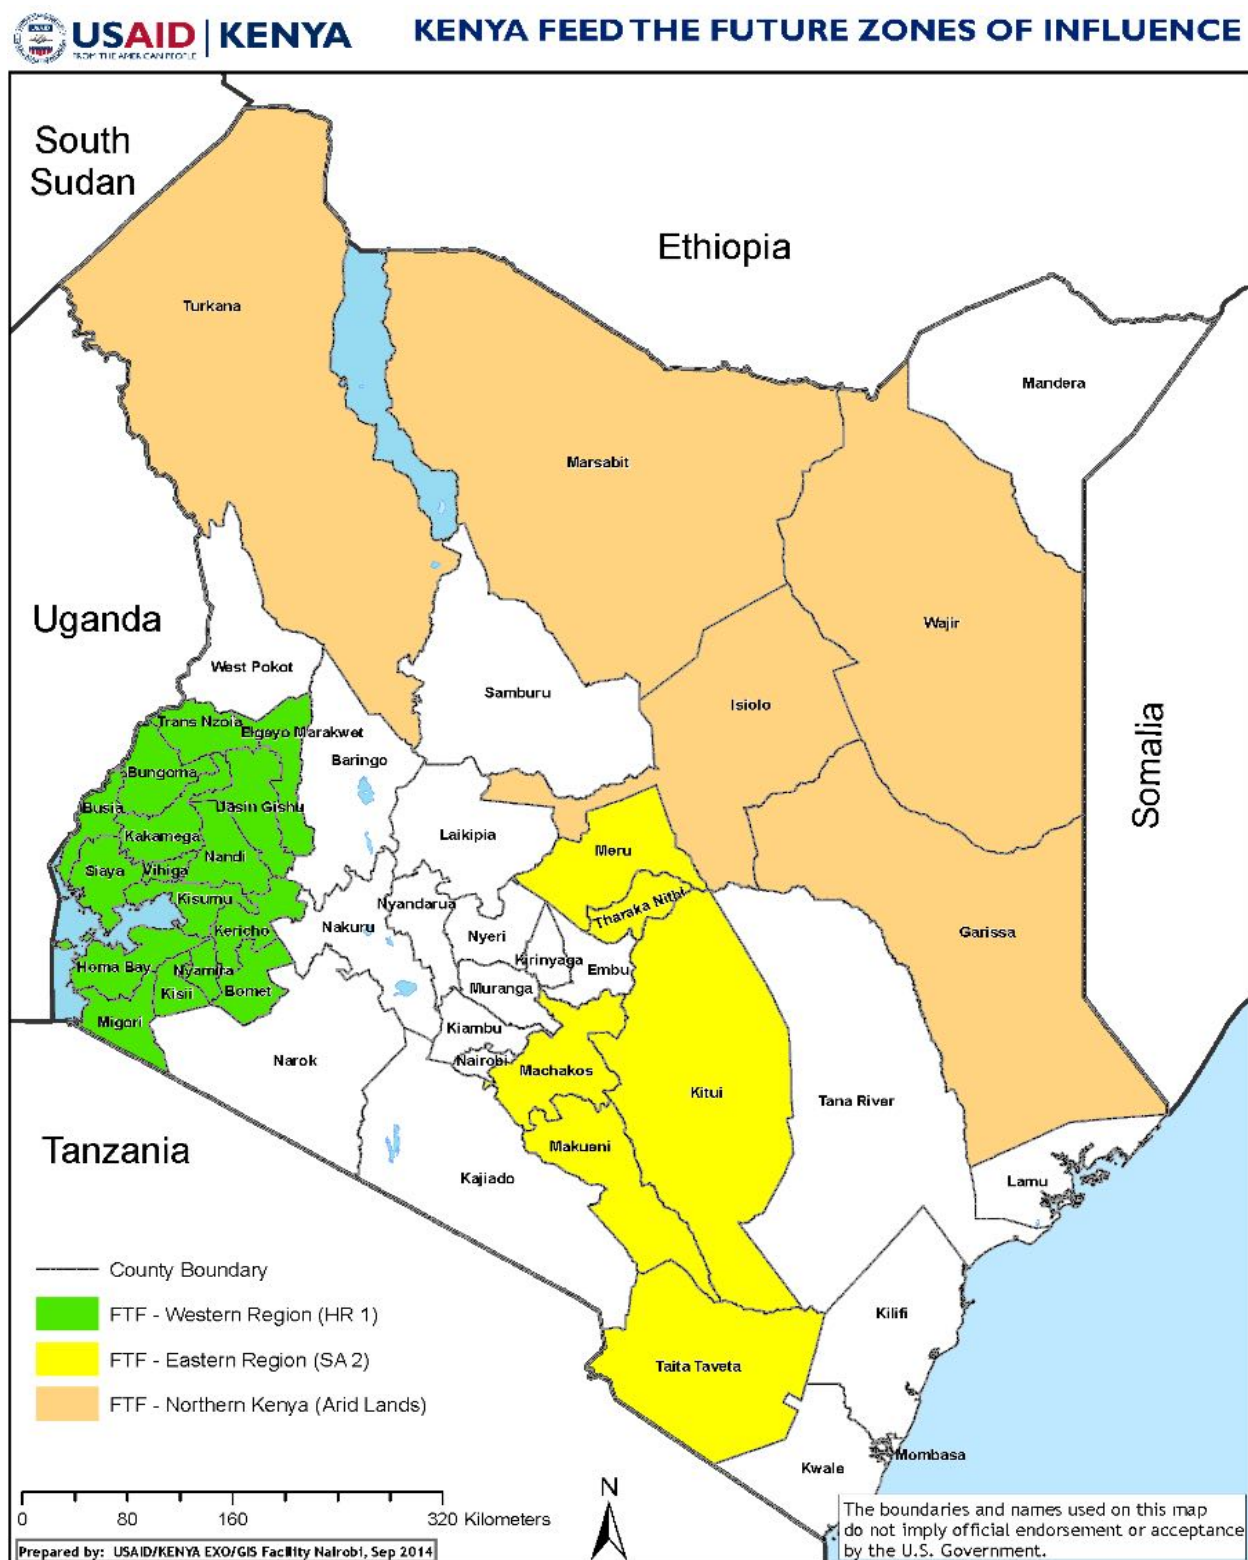 USAID | KENYA
FROM THE AMERICAN PEOPLE
KENYA FEED THE FUTURE ZONES OF INFLUENCE
South
Sudan
Ethiopia
Turkana
Mandera
Marsabit
Uganda
Wajir
West Pokot
Samburu
Isiolo
Somalia
Trans Nzoia
Elgeyo Marakwet
Baringo
Bungoma
Busia
Uasin Gishu
Laikipia
Kakamega
Nandi
Meru
Siaya
Vihiga
Kisumu
Nyandarua
Tharaka Nithi
Nakuru
Kericho
Nyeri
Garissa
Kirinyaga
Embu
Homa Bay
Nyamira
Kisii
Bomet
Muranga
Migori
Kiambu
Narok
Nairobi
Machakos
Kitui
Tana River
Tanzania
Makueni
Kajiado
Lamu
County Boundary
FTF - Western Region (HR 1)
Kilifi
FTF - Eastern Region (SA 2)
Taita Taveta
FTF - Northern Kenya (Arid Lands)
Mombasa
Kwale
N
0 80 160 320 Kilometers
The boundaries and names used on this map
do not imply official endorsement or acceptance
by the U.S. Government.
Prepared by: USAID/KENYA EXO/GIS Facility Nairobi, Sep 2014